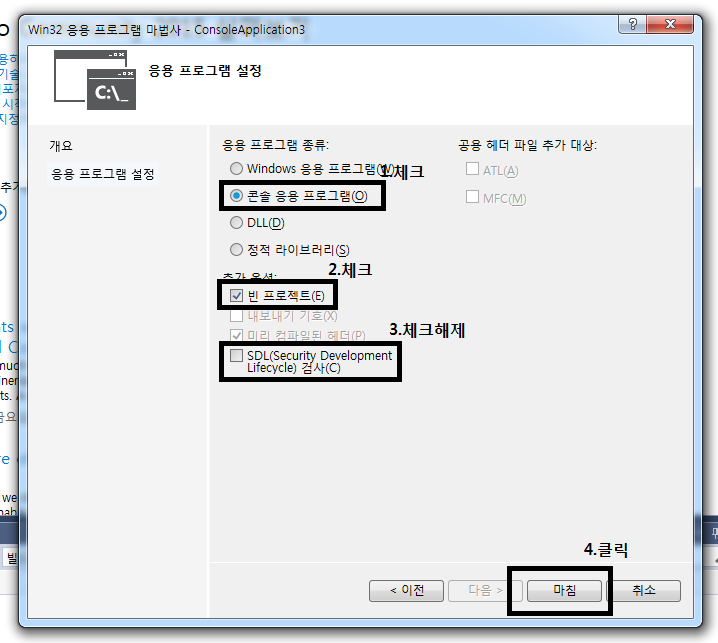 Win32 응용 프로그램 마법사 - ConsoleApplication3
C:\_
응용 프로그램 설정
개요
응용 프로그램 설정
응용 프로그램 종류:
Windows 응용 프로그램(W)
1.체크
콘솔 응용 프로그램(O)
DLL(D)
정적 라이브러리(S)
2.체크
추가 옵션:
빈 프로젝트(E)
내보내기 기호(X)
미리 컴파일된 헤더(P)
3.체크해제
SDL(Security Development
Lifecycle) 검사(C)
공용 헤더 파일 추가 대상:
ATL(A)
MFC(M)
4.클릭
< 이전
다음 >
마침
취소